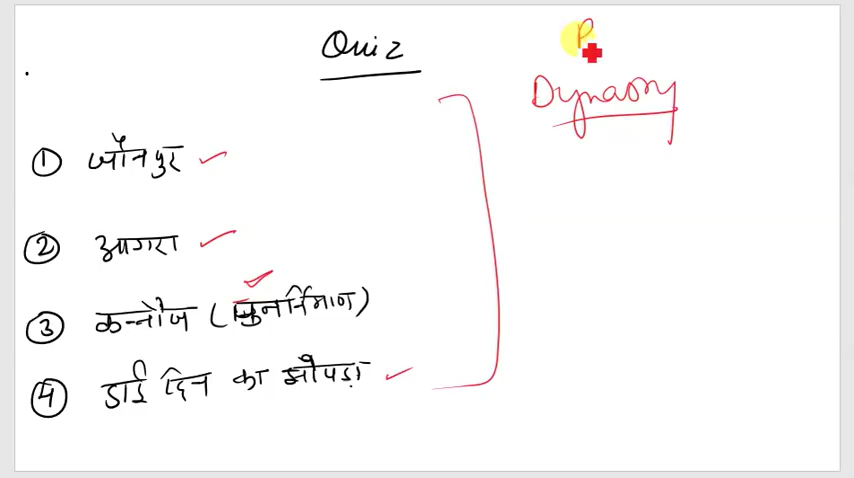 Quiz
P
Dynasty
① जौनपुर
② आगरा
③ कन्नौज (पुनर्निमाण)
④ ढाई दिन का झोपड़ा